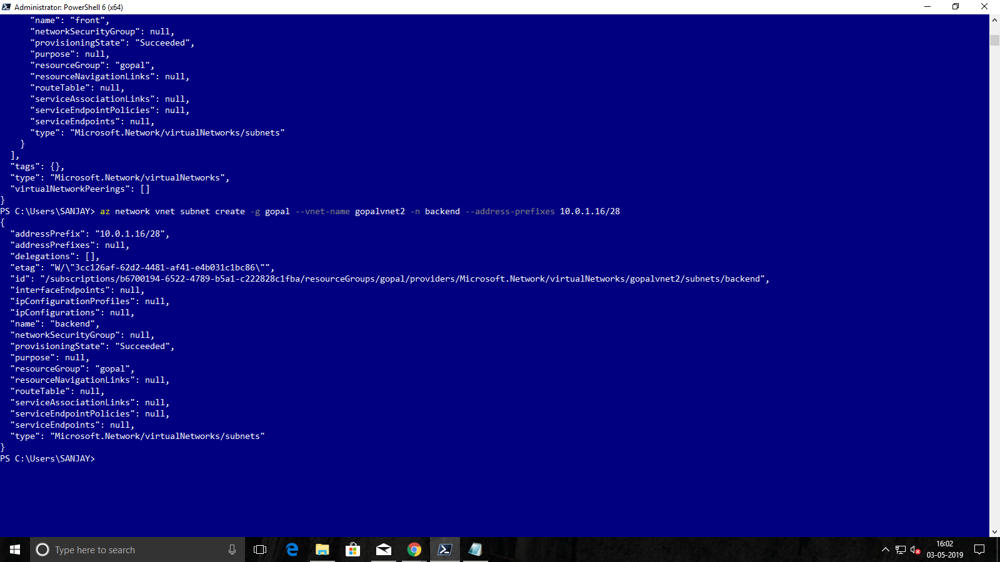 Administrator: PowerShell 6 (x64)
      "name": "front",
      "networkSecurityGroup": null,
      "provisioningState": "Succeeded",
      "purpose": null,
      "resourceGroup": "gopal",
      "resourceNavigationLinks": null,
      "routeTable": null,
      "serviceAssociationLinks": null,
      "serviceEndpointPolicies": null,
      "serviceEndpoints": null,
      "type": "Microsoft.Network/virtualNetworks/subnets"
    }
  ],
  "tags": {},
  "type": "Microsoft.Network/virtualNetworks",
  "virtualNetworkPeerings": []
}
PS C:\Users\SANJAY> az network vnet subnet create -g gopal --vnet-name gopalvnet2 -n backend --address-prefixes 10.0.1.16/28
{
  "addressPrefix": "10.0.1.16/28",
  "addressPrefixes": null,
  "delegations": [],
  "etag": "W/\"3cc126af-62d2-4481-af41-e4b031c1bc86\"",
  "id": "/subscriptions/b6700194-6522-4789-b5a1-c222828c1fba/resourceGroups/gopal/providers/Microsoft.Network/virtualNetworks/gopalvnet2/subnets/backend",
  "interfaceEndpoints": null,
  "ipConfigurationProfiles": null,
  "ipConfigurations": null,
  "name": "backend",
  "networkSecurityGroup": null,
  "provisioningState": "Succeeded",
  "purpose": null,
  "resourceGroup": "gopal",
  "resourceNavigationLinks": null,
  "routeTable": null,
  "serviceAssociationLinks": null,
  "serviceEndpointPolicies": null,
  "serviceEndpoints": null,
  "type": "Microsoft.Network/virtualNetworks/subnets"
}
PS C:\Users\SANJAY>
Type here to search
16:02
03-05-2019